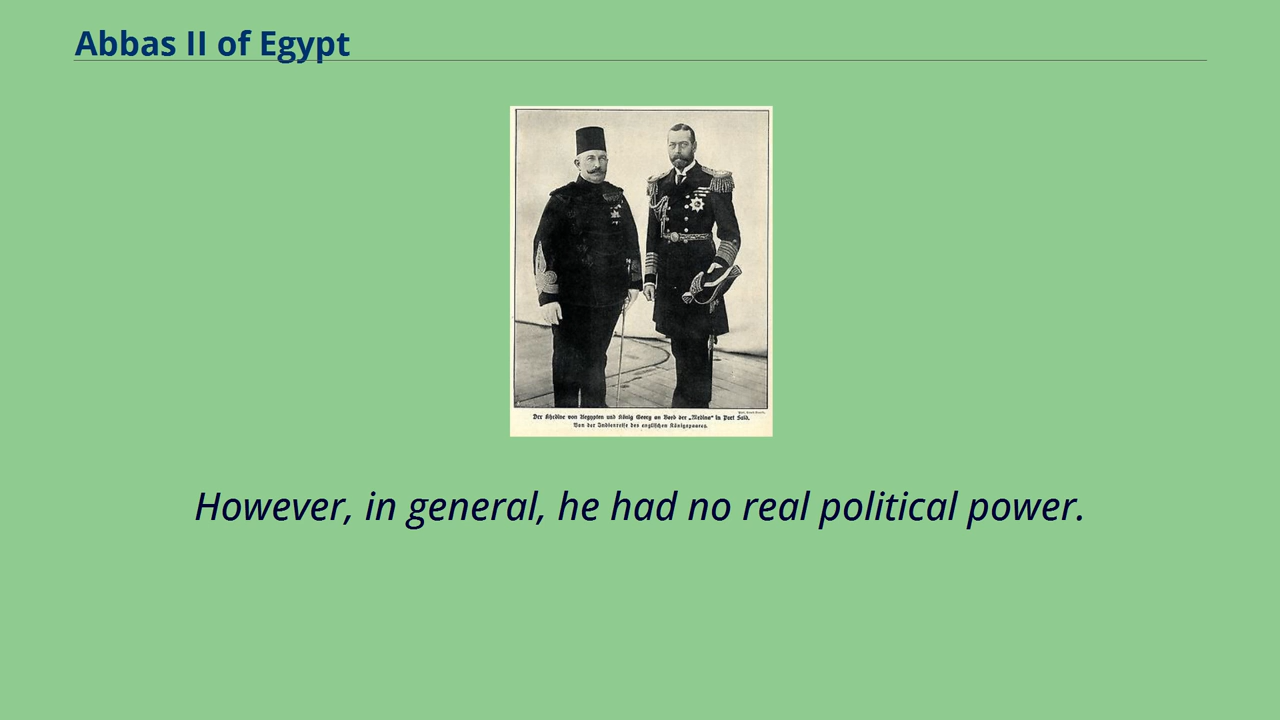 Abbas II of Egypt
Der Khedive von Aegypten und König Georg an Bord der „Medina“ in Port Said.
Von der Indienreise des englischen Königspaares.
However, in general, he had no real political power.